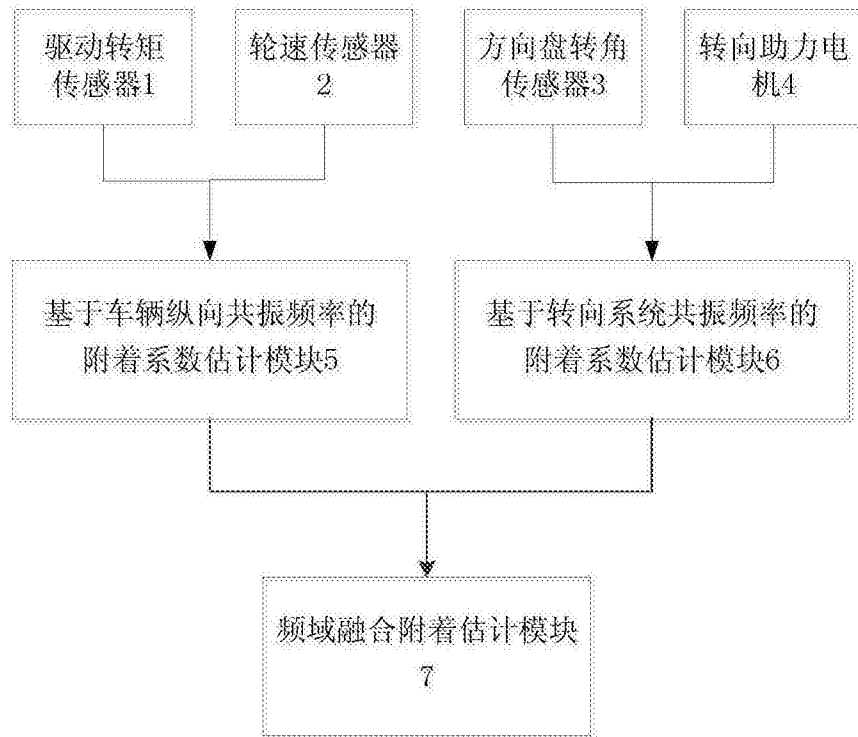 驱动转矩
传感器1
轮速传感器
2
方向盘转角
传感器3
转向助力电
机4
基于车辆纵向共振频率的
附着系数估计模块5
基于转向系统共振频率的
附着系数估计模块6
频域融合附着估计模块
7